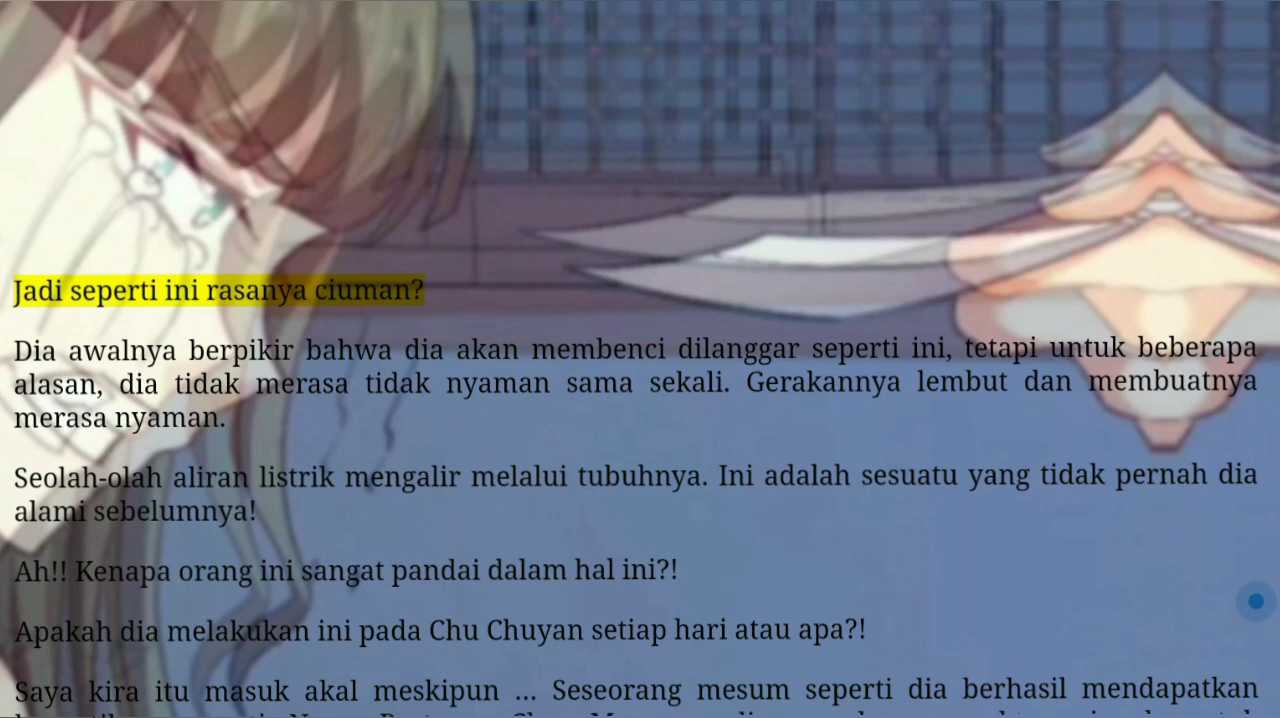 Jadi seperti ini rasanya ciuman?
Dia awalnya berpikir bahwa dia akan membenci dilanggar seperti ini, tetapi untuk beberapa
alasan, dia tidak merasa tidak nyaman sama sekali. Gerakannya lembut dan membuatnya
merasa nyaman.
Seolah-olah aliran listrik mengalir melalui tubuhnya. Ini adalah sesuatu yang tidak pernah dia
alami sebelumnya!
Ah!! Kenapa orang ini sangat pandai dalam hal ini?!
Apakah dia melakukan ini pada Chu Chuyan setiap hari atau apa?!
Saya kira itu masuk akal meskipun ... Seseorang mesum seperti dia berhasil mendapatkan